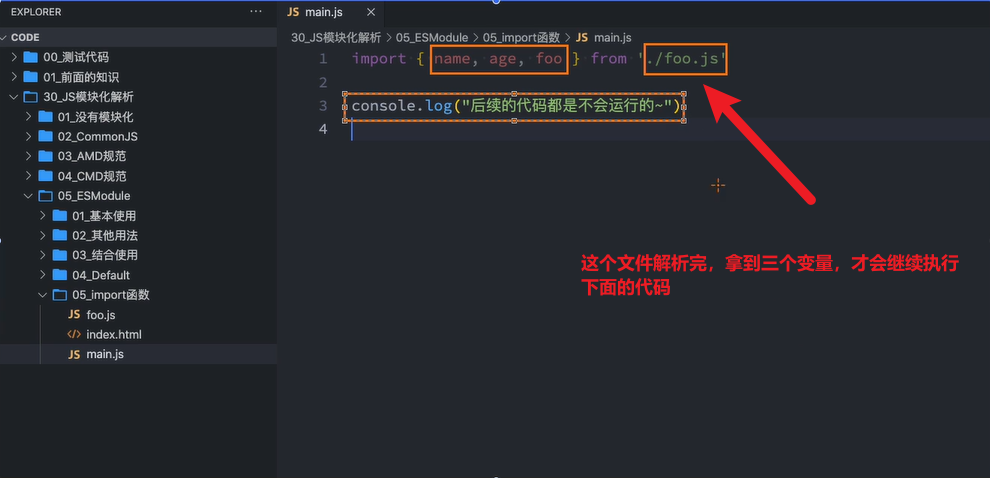 EXPLORER ···
CODE
00_测试代码
01_前面的知识
30_JS模块化解析
01_没有模块化
02_CommonJS
03_AMD规范
04_CMD规范
05_ESModule
01_基本使用
02_其他用法
03_结合使用
04_Default
05_import函数
JS foo.js
</> index.html
JS main.js
JS main.js ×
30_JS模块化解析 > 05_ESModule > 05_import函数 > JS main.js
1 import { name, age, foo } from './foo.js'
2
3 console.log("后续的代码都是不会运行的~")
4
这个文件解析完，拿到三个变量，才会继续执行
下面的代码